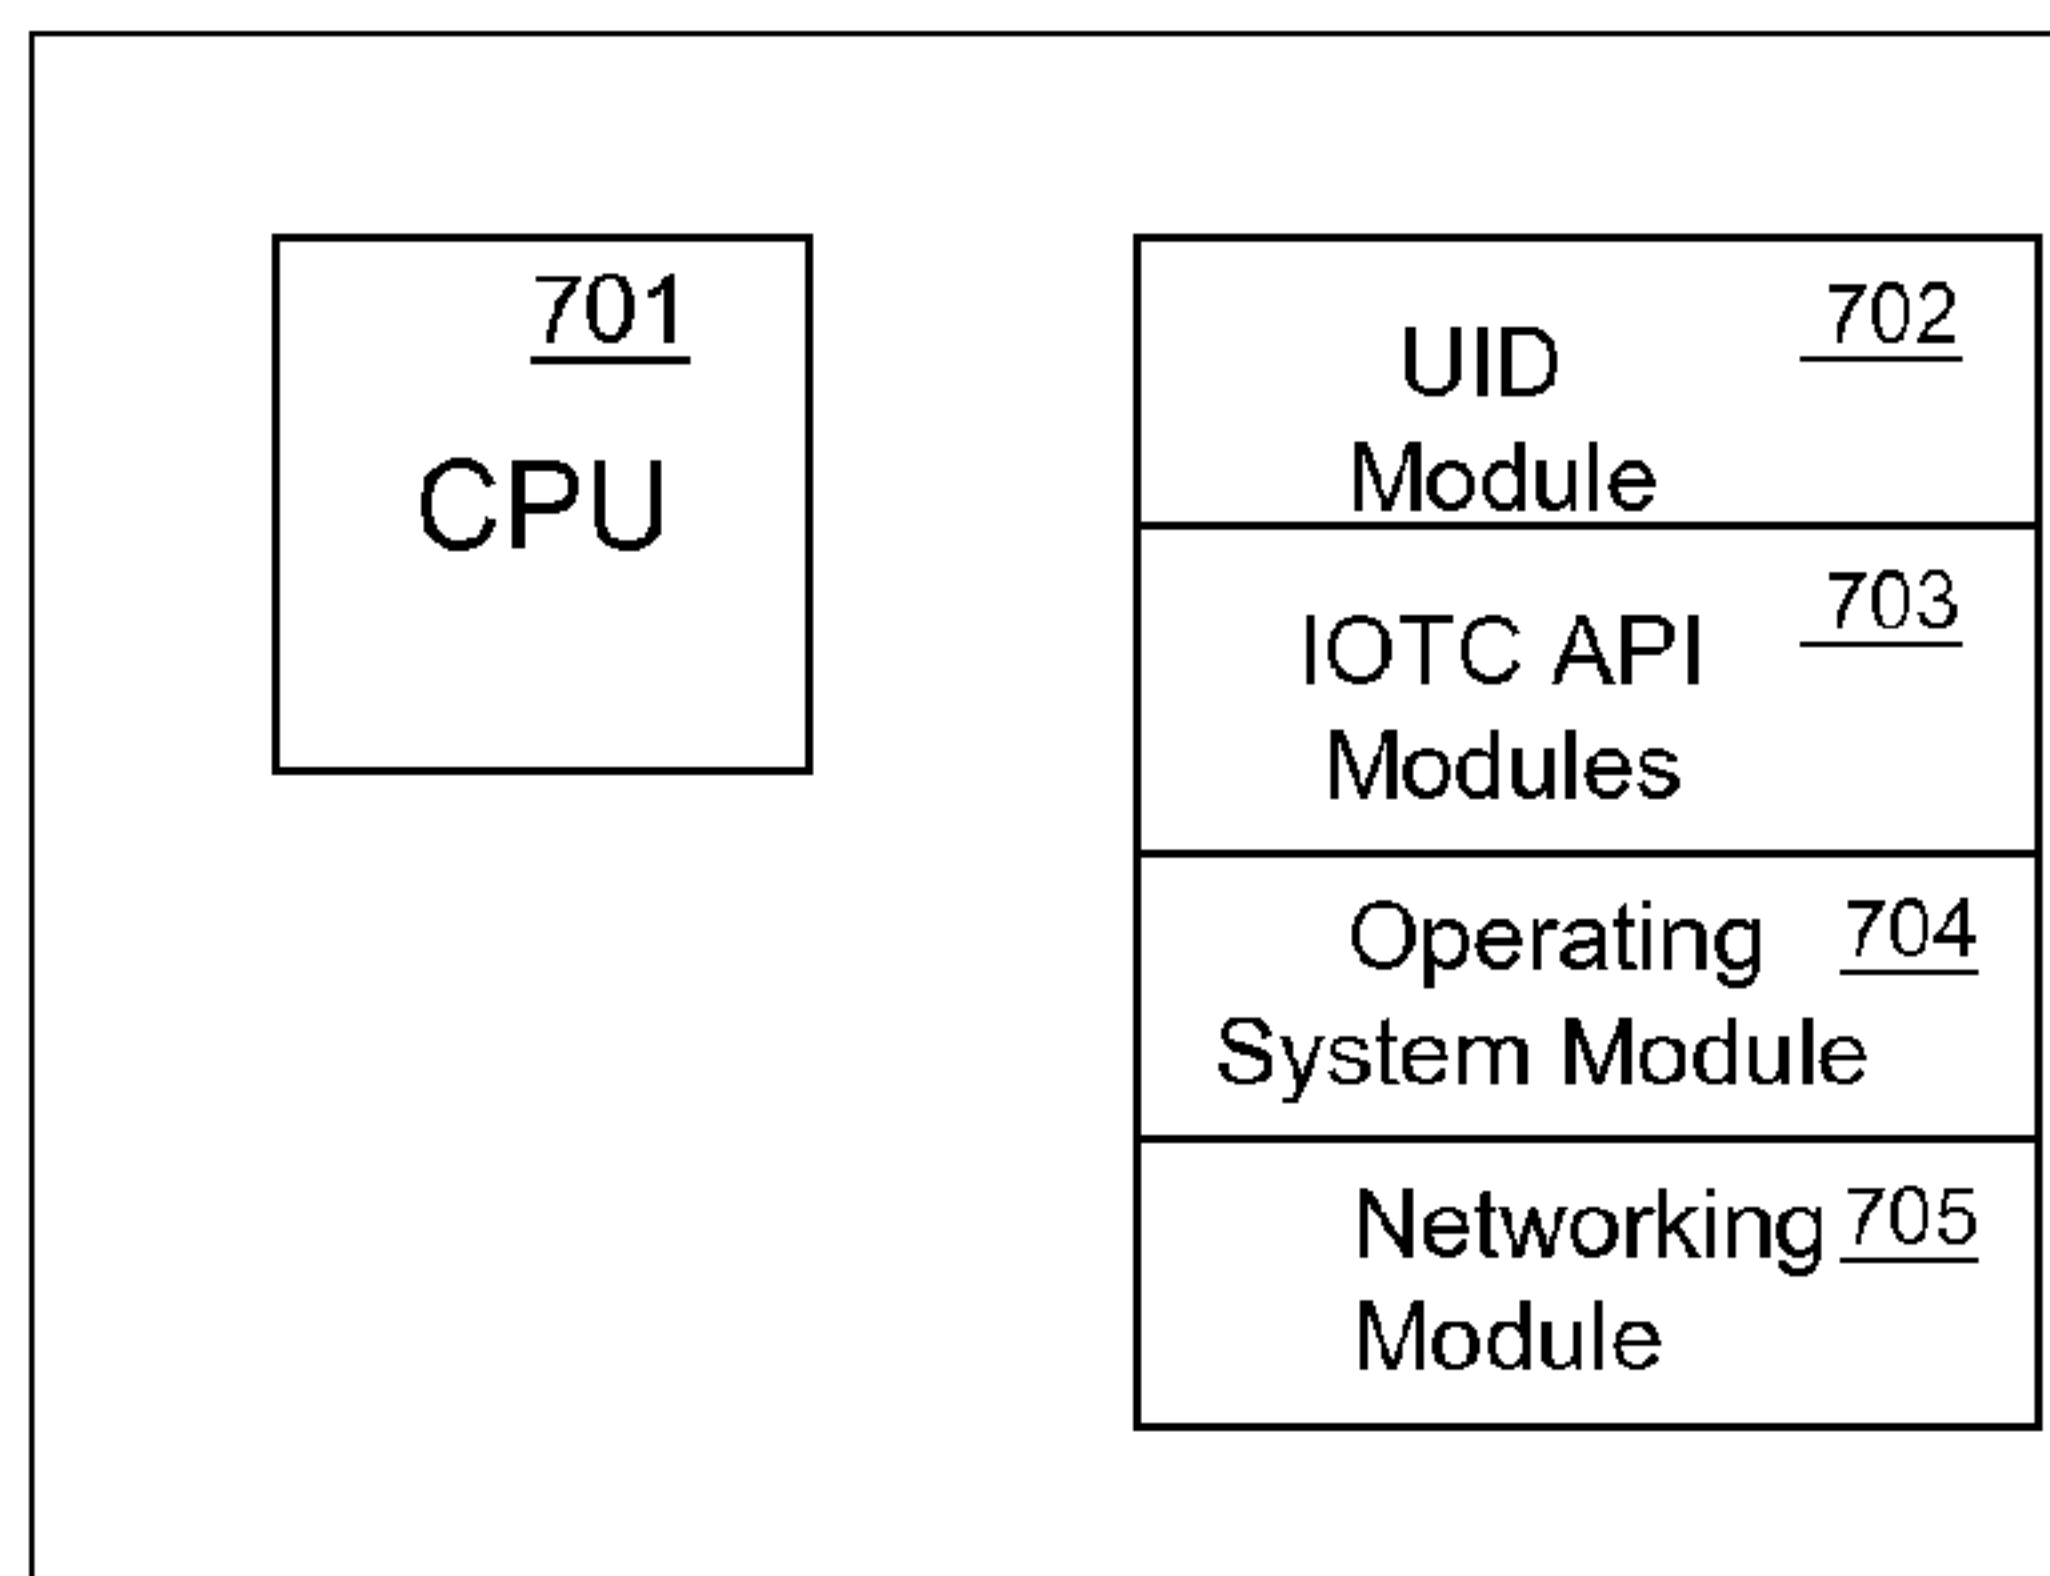 701
CPU
702
UID
Module
703
IOTC API
Modules
Operating 704
System Module
Networking 705
Module